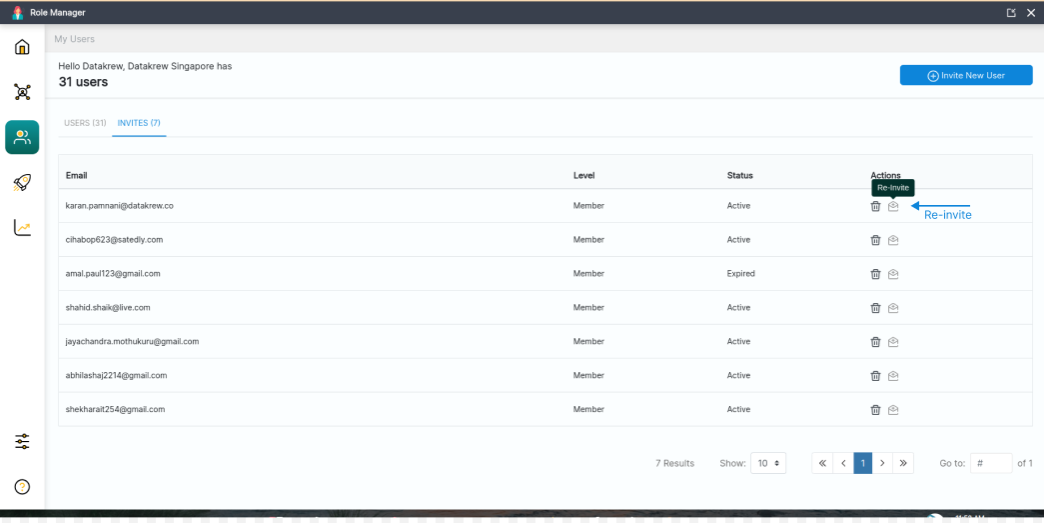 Role Manager
My Users
Hello Datakrew, Datakrew Singapore has
31 users
Invite New User
USERS (31) INVITES (7)
Email Level Status Actions
Re-Invite
karan.pamnani@datakrew.co Member Active
Re-invite
cihabop623@satedly.com Member Active
amal.paul123@gmail.com Member Expired
shahid.shaik@live.com Member Active
jayachandra.mothukuru@gmail.com Member Active
abhilashaj2214@gmail.com Member Active
shekharait254@gmail.com Member Active
7 Results Show: 10 « < 1 > » Go to: # of 1